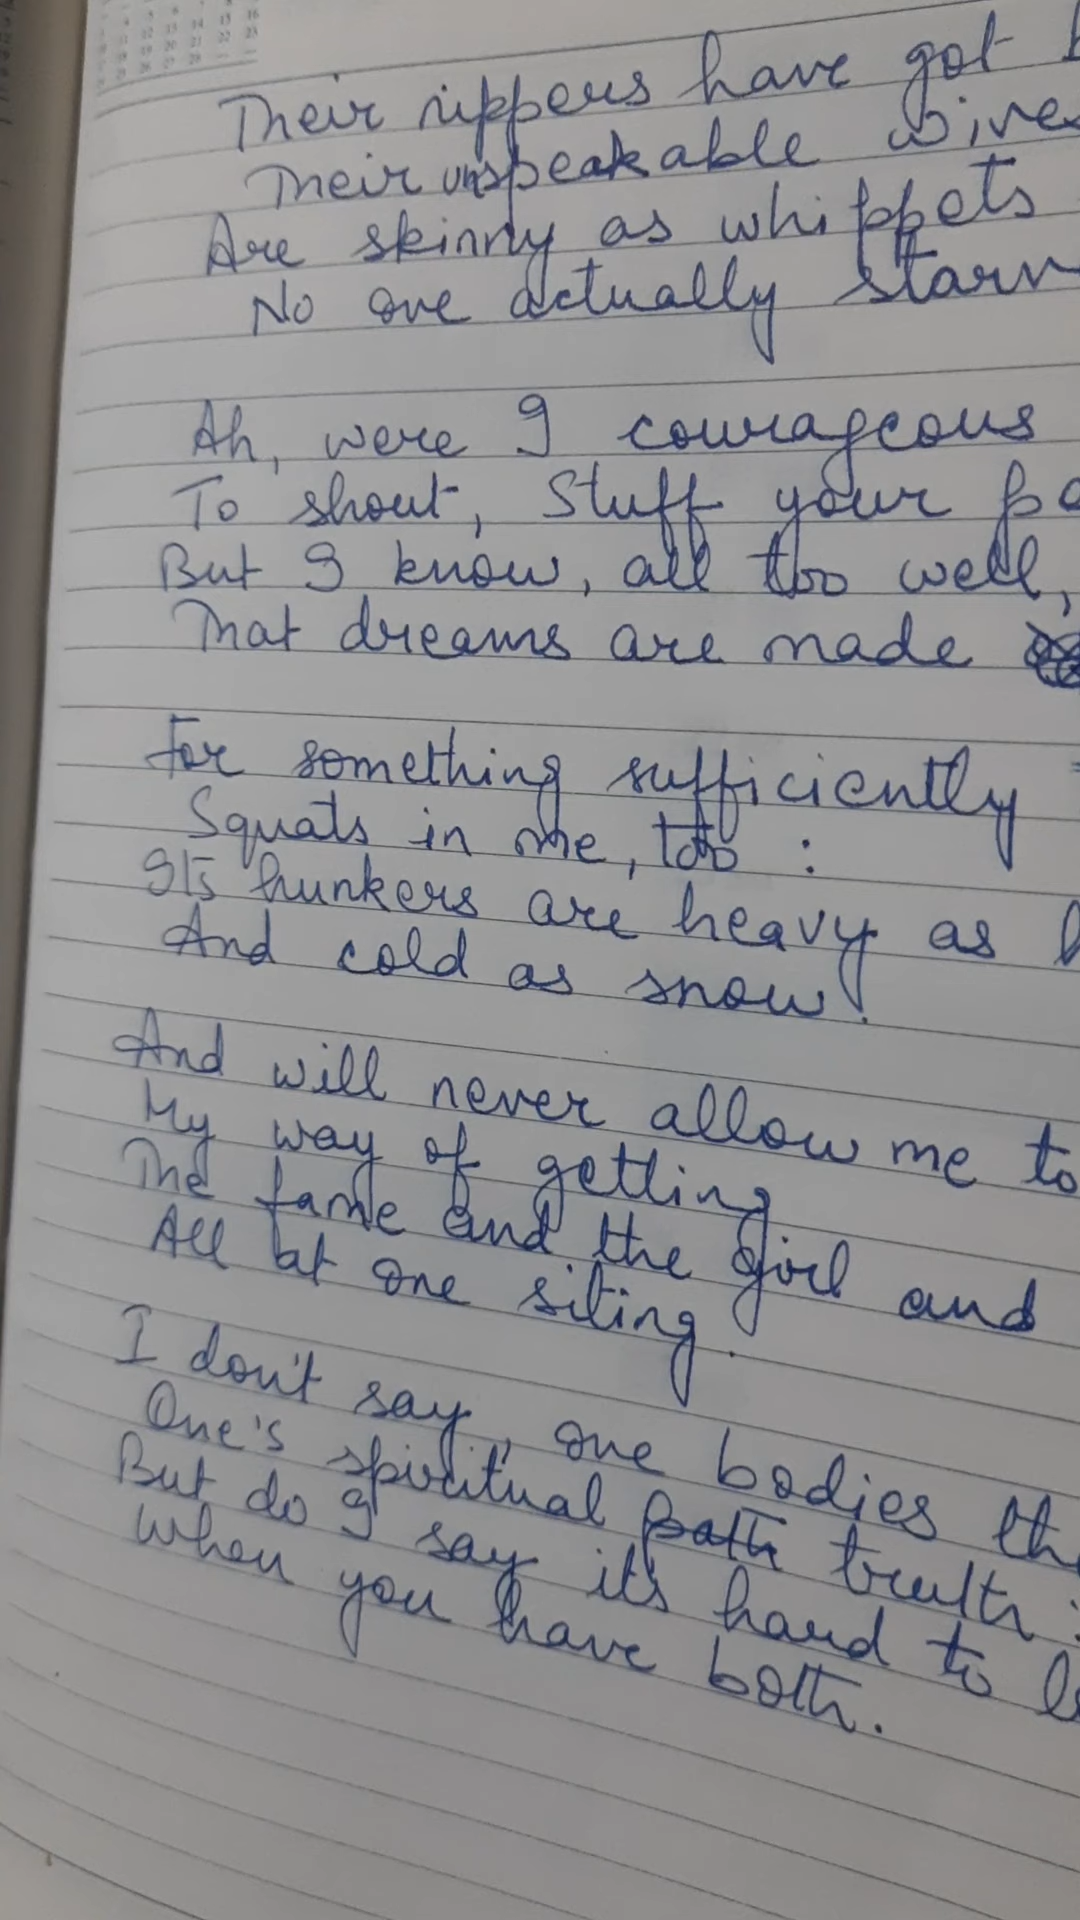 Their nippers have got
Their unspeakable wives
Are skinny as whippets
No one actually starv
Ah, were I courageous
To shout, Stuff your
But I know, all too well,
That dreams are made
For something sufficiently
Squats in me, too :
Its hunkers are heavy as
And cold as snow.
And will never allow me to
My way of getting
The fame and the girl and
All at one siting.
I don't say, one bodies the
One's spiritual truth :
But do I say it's hard to
When you have both.